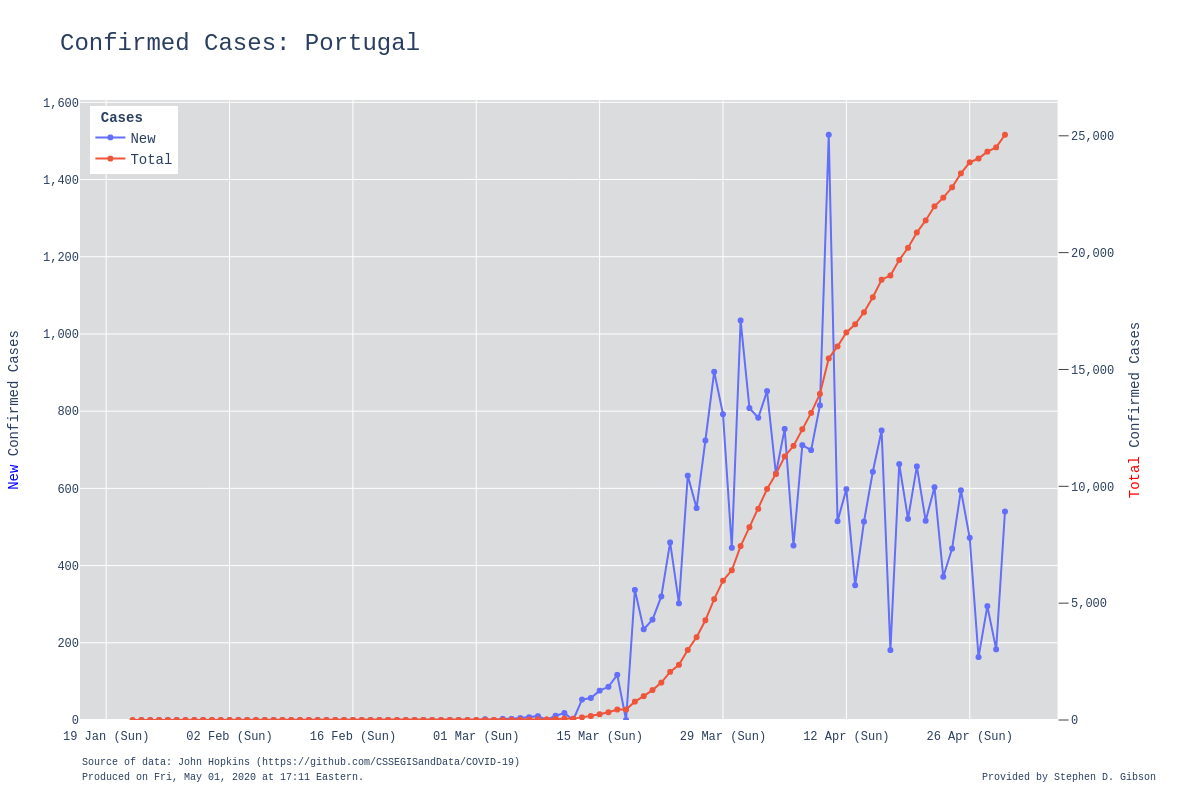 Confirmed Cases: Portugal
Cases
New
Total
1,600
1,400
1,200
1,000
800
600
400
200
0
New Confirmed Cases
25,000
20,000
15,000
10,000
5,000
0
Total Confirmed Cases
19 Jan (Sun) 02 Feb (Sun) 16 Feb (Sun) 01 Mar (Sun) 15 Mar (Sun) 29 Mar (Sun) 12 Apr (Sun) 26 Apr (Sun)
Source of data: John Hopkins (https://github.com/CSSEGISandData/COVID-19)
Produced on Fri, May 01, 2020 at 17:11 Eastern.
Provided by Stephen D. Gibson